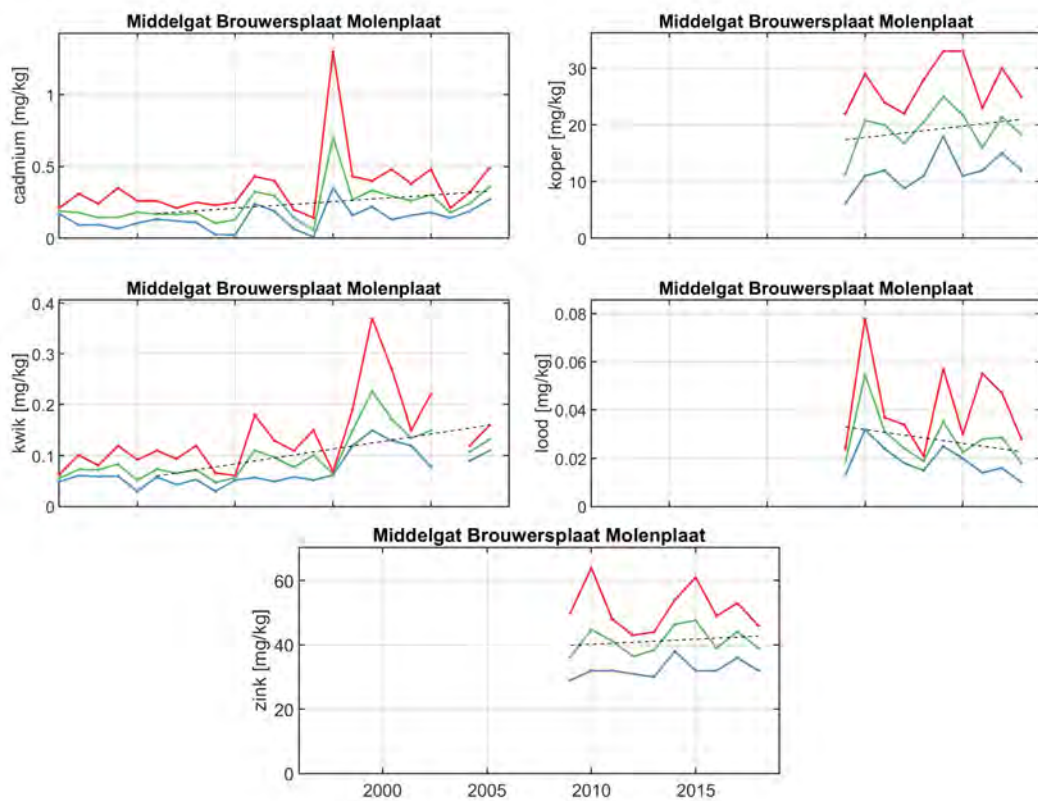 Middelgat Brouwersplaat Molenplaat
cadmium [mg/kg]
1
0.5
0
Middelgat Brouwersplaat Molenplaat
koper [mg/kg]
30
20
10
0
Middelgat Brouwersplaat Molenplaat
kwik [mg/kg]
0.4
0.3
0.2
0.1
0
Middelgat Brouwersplaat Molenplaat
lood [mg/kg]
0.08
0.06
0.04
0.02
0
Middelgat Brouwersplaat Molenplaat
zink [mg/kg]
60
40
20
0
2000 2005 2010 2015